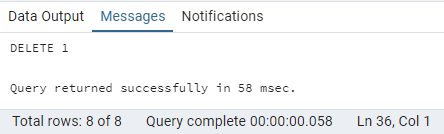 Data Output Messages Notifications
DELETE 1
Query returned successfully in 58 msec.
Total rows: 8 of 8 Query complete 00:00:00.058 Ln 36, Col 1